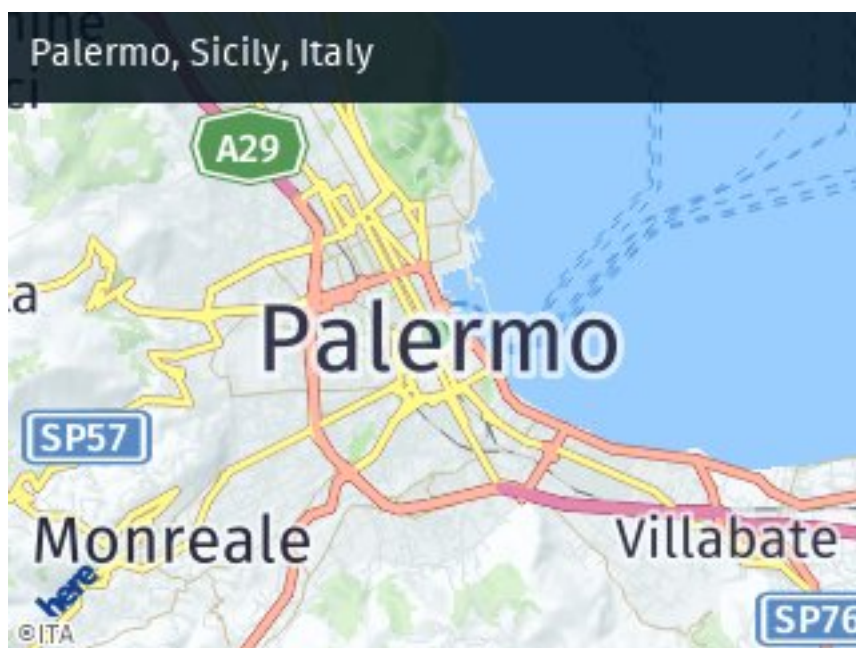 Palermo, Sicily, Italy
A29
Palermo
SP57
Monreale
Villabate
here
SP76
©ITA